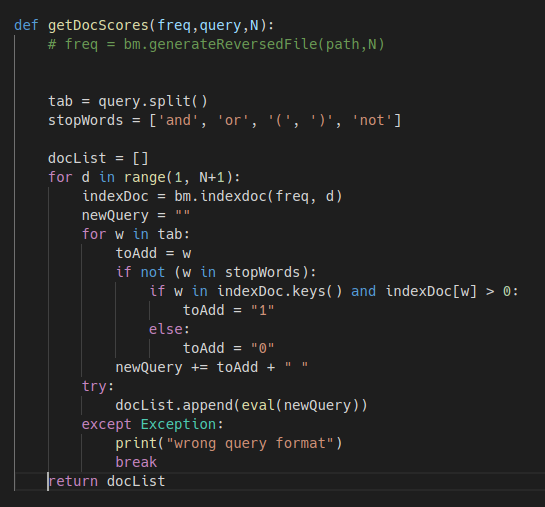 def getDocScores(freq,query,N):
    # freq = bm.generateReversedFile(path,N)
    tab = query.split()
    stopWords = ['and', 'or', '(', ')', 'not']
    docList = []
    for d in range(1, N+1):
        indexDoc = bm.indexdoc(freq, d)
        newQuery = ""
        for w in tab:
            toAdd = w
            if not (w in stopWords):
                if w in indexDoc.keys() and indexDoc[w] > 0:
                    toAdd = "1"
                else:
                    toAdd = "0"
            newQuery += toAdd + " "
        try:
            docList.append(eval(newQuery))
        except Exception:
            print("wrong query format")
            break
    return docList